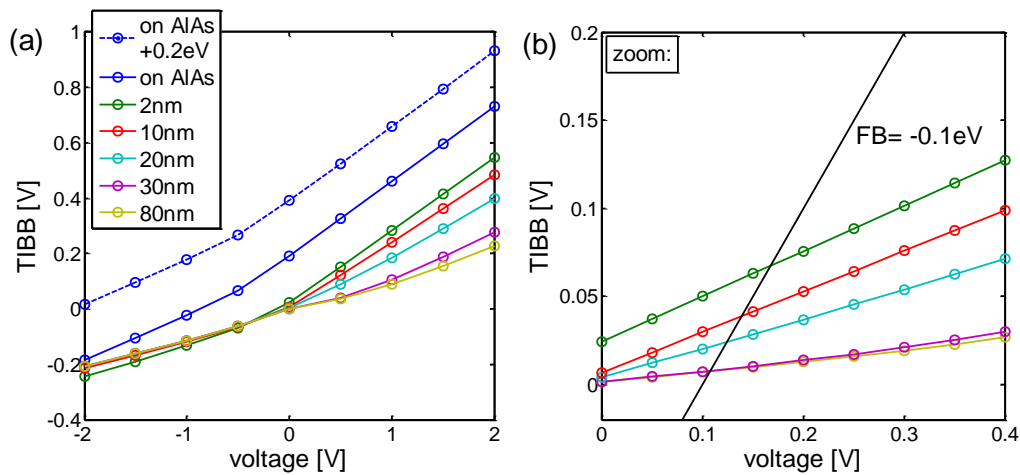 (a)
on AlAs
+0.2eV
on AlAs
2nm
10nm
20nm
30nm
80nm
1
0.8
0.6
0.4
0.2
0
-0.2
-0.4
TIBB [V]
-2
-1
0
1
2
voltage [V]
(b)
zoom:
FB= -0.1eV
0.2
0.15
0.1
0.05
0
TIBB [V]
0
0.1
0.2
0.3
0.4
voltage [V]